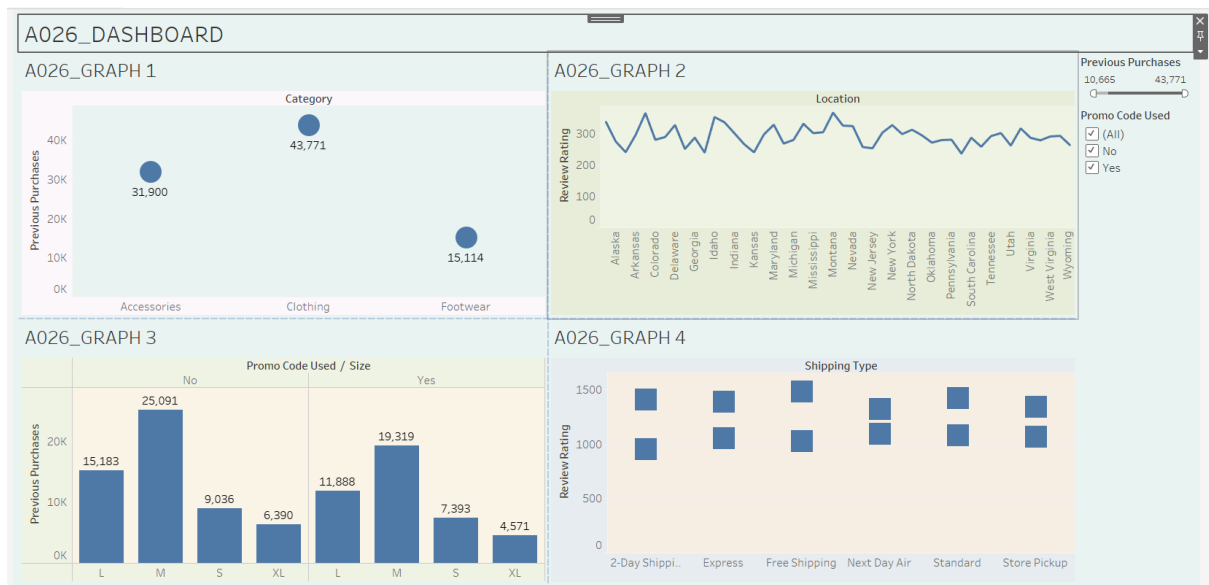 A026_DASHBOARD
A026_GRAPH 1
Category
Previous Purchases
40K
30K
20K
10K
0K
31,900
43,771
15,114
Accessories Clothing Footwear
A026_GRAPH 2
Location
Review Rating
300
200
100
0
Alaska
Arkansas
Colorado
Delaware
Georgia
Idaho
Indiana
Kansas
Maryland
Michigan
Mississippi
Montana
Nevada
New Jersey
New York
North Dakota
Oklahoma
Pennsylvania
South Carolina
Tennessee
Utah
Virginia
West Virginia
Wyoming
Previous Purchases
10,665 43,771
Promo Code Used
(All)
No
Yes
A026_GRAPH 3
Promo Code Used / Size
No Yes
Previous Purchases
20K
10K
0K
15,183
25,091
9,036
6,390
11,888
19,319
7,393
4,571
L M S XL L M S XL
A026_GRAPH 4
Shipping Type
Review Rating
1500
1000
500
0
2-Day Shippi.. Express Free Shipping Next Day Air Standard Store Pickup